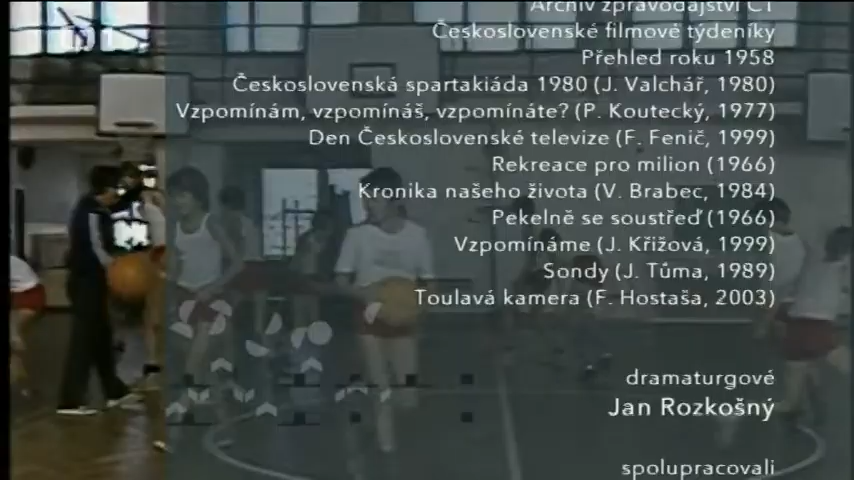 Archiv zpravodajství ČT
Československé filmové týdeníky
Přehled roku 1958
Československá spartakiáda 1980 (J. Valchář, 1980)
Vzpomínám, vzpomínáš, vzpomínáte? (P. Koutecký, 1977)
Den Československé televize (F. Fenič, 1999)
Rekreace pro milion (1966)
Kronika našeho života (V. Brabec, 1984)
Pekelně se soustřeď (1966)
Vzpomínáme (J. Křížová, 1999)
Sondy (J. Tůma, 1989)
Toulavá kamera (F. Hostaša, 2003)
dramaturgové
Jan Rozkošný
spolupracovali